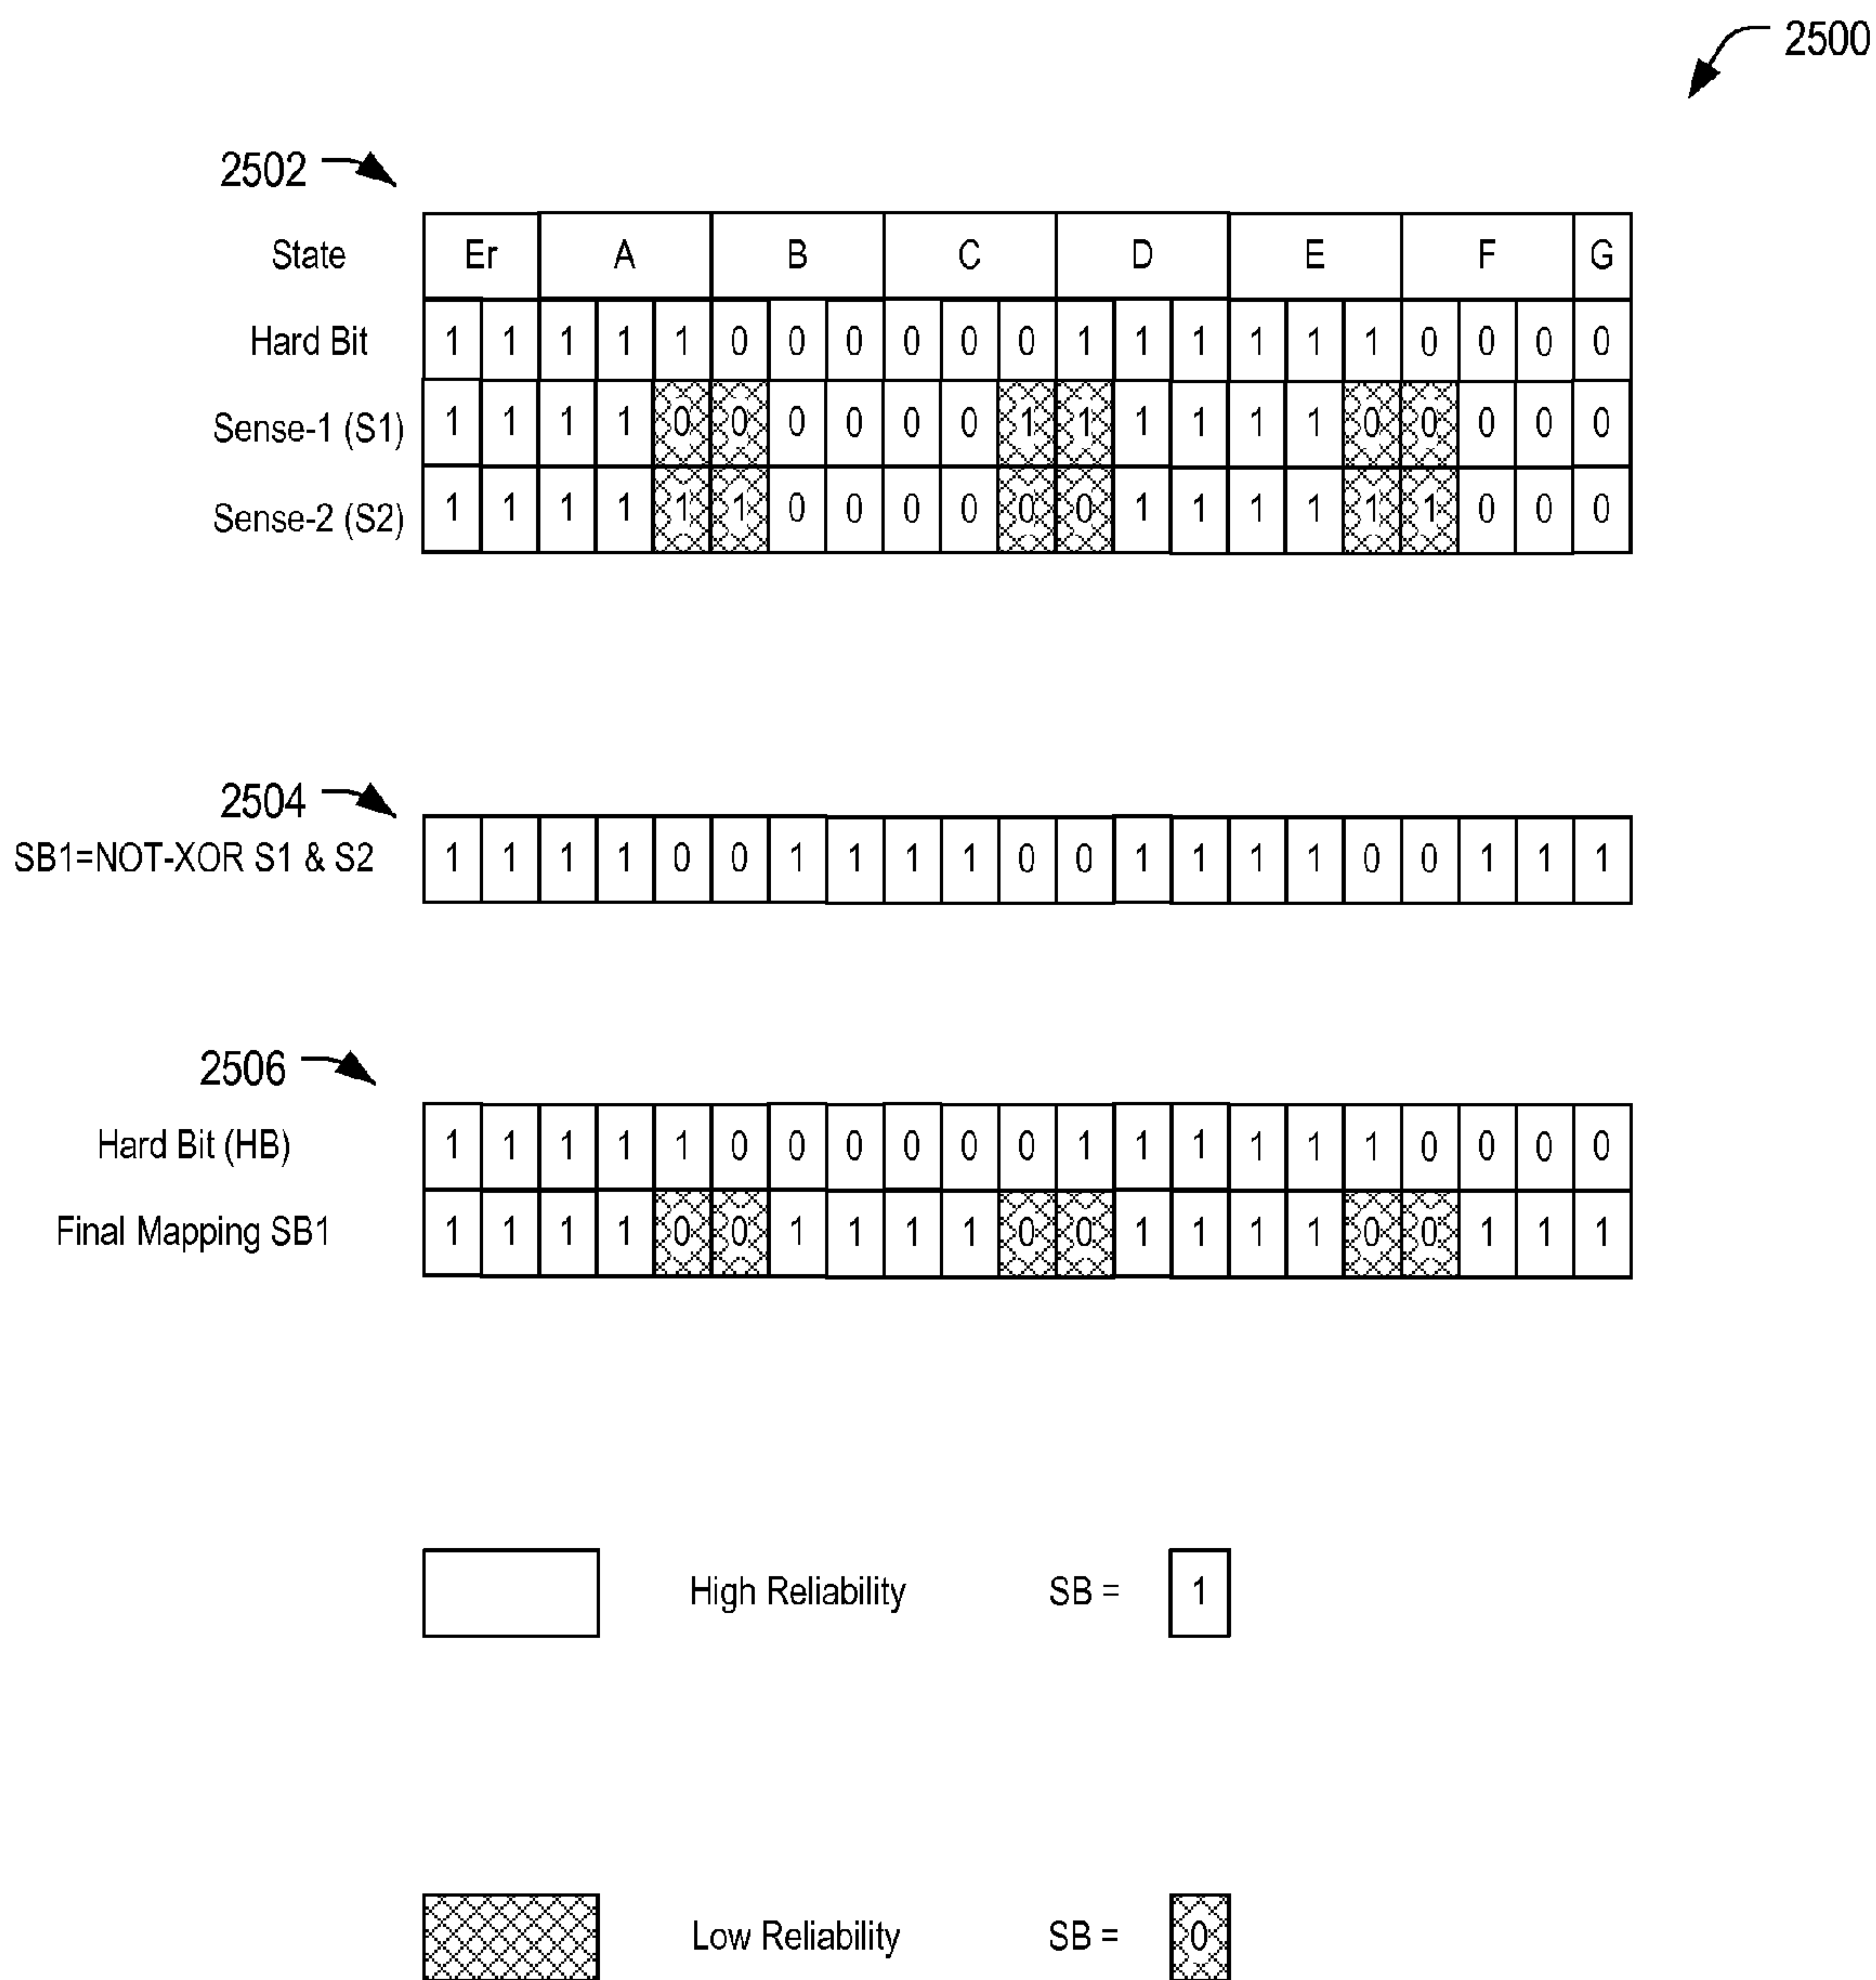 2500
2502
State Er A B C D E F G
Hard Bit 1 1 1 1 1 0 0 0 0 0 0 1 1 1 1 1 1 0 0 0 0
Sense-1 (S1) 1 1 1 1 0 0 0 0 0 0 1 1 1 1 1 1 0 0 0 0 0
Sense-2 (S2) 1 1 1 1 1 1 0 0 0 0 0 0 1 1 1 1 1 1 0 0 0
2504
SB1=NOT-XOR S1 & S2 1 1 1 1 0 0 1 1 1 1 0 0 1 1 1 1 0 0 1 1 1
2506
Hard Bit (HB) 1 1 1 1 1 0 0 0 0 0 0 1 1 1 1 1 1 0 0 0 0
Final Mapping SB1 1 1 1 1 0 0 1 1 1 1 0 0 1 1 1 1 0 0 1 1 1
High Reliability SB = 1
Low Reliability SB = 0